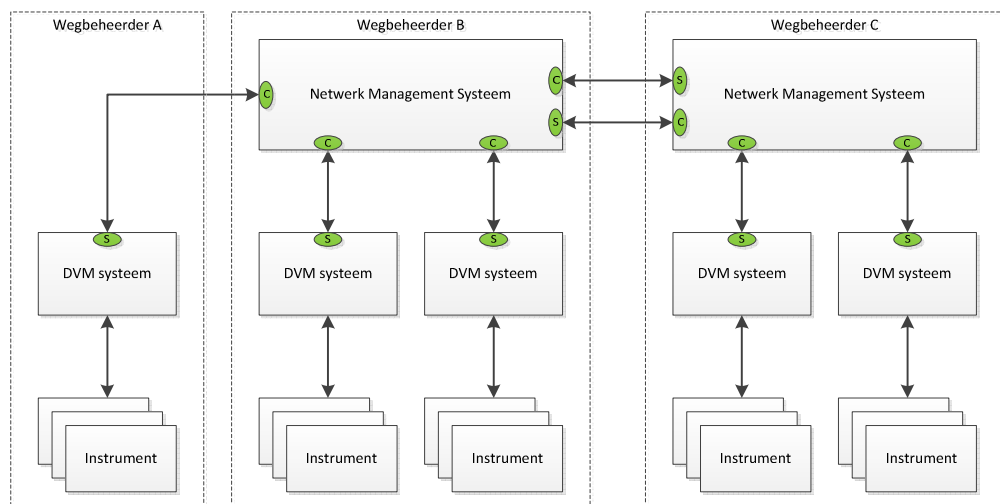 Wegbeheerder A
Wegbeheerder B
Wegbeheerder C
C
Netwerk Management Systeem
C
S
C
C
S
C
Netwerk Management Systeem
C
C
S
DVM systeem
S
DVM systeem
S
DVM systeem
S
DVM systeem
S
DVM systeem
Instrument
Instrument
Instrument
Instrument
Instrument